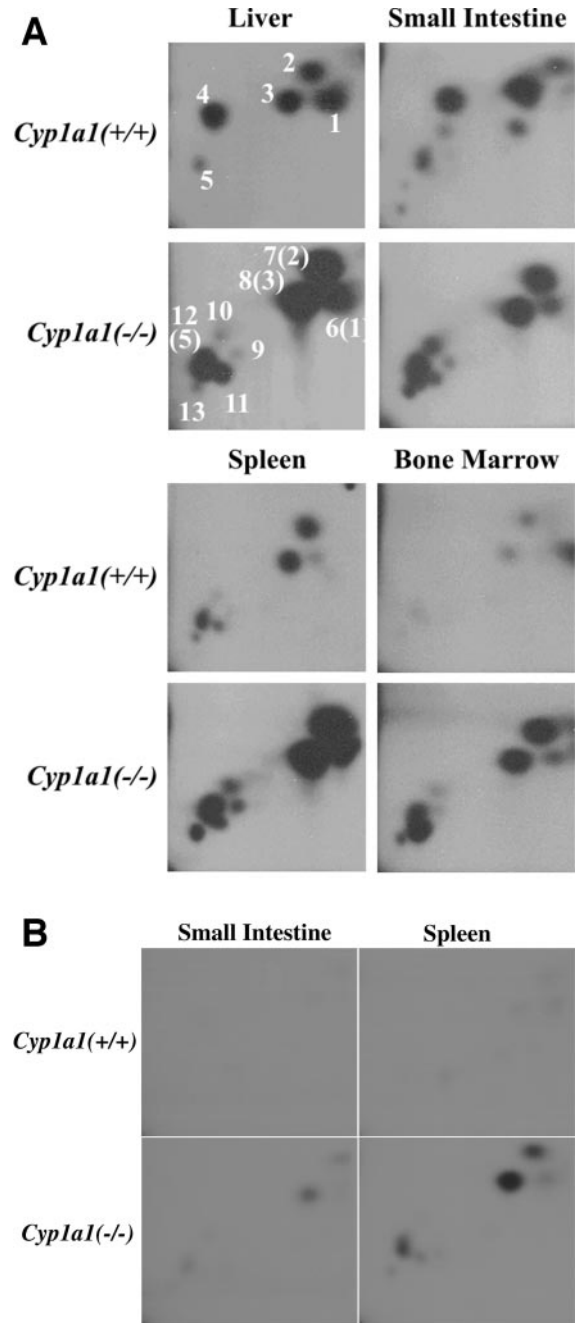 A
Liver Small Intestine
Cyp1a1(+/+)
2
4 3
1
5
Cyp1a1(-/-)
7(2)
8(3)
12 10
6(1)
(5) 9
13 11
Spleen Bone Marrow
Cyp1a1(+/+)
Cyp1a1(-/-)
B
Small Intestine Spleen
Cyp1a1(+/+)
Cyp1a1(-/-)